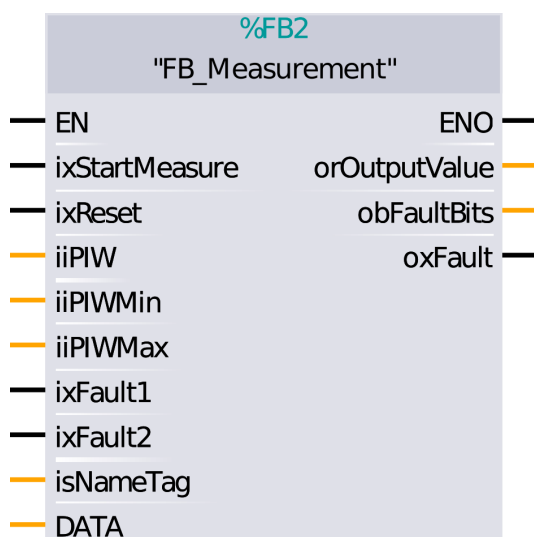 %FB2
"FB_Measurement"
EN ENO
ixStartMeasure orOutputValue
ixReset obFaultBits
iiPIW oxFault
iiPIWMin
iiPIWMax
ixFault1
ixFault2
isNameTag
DATA